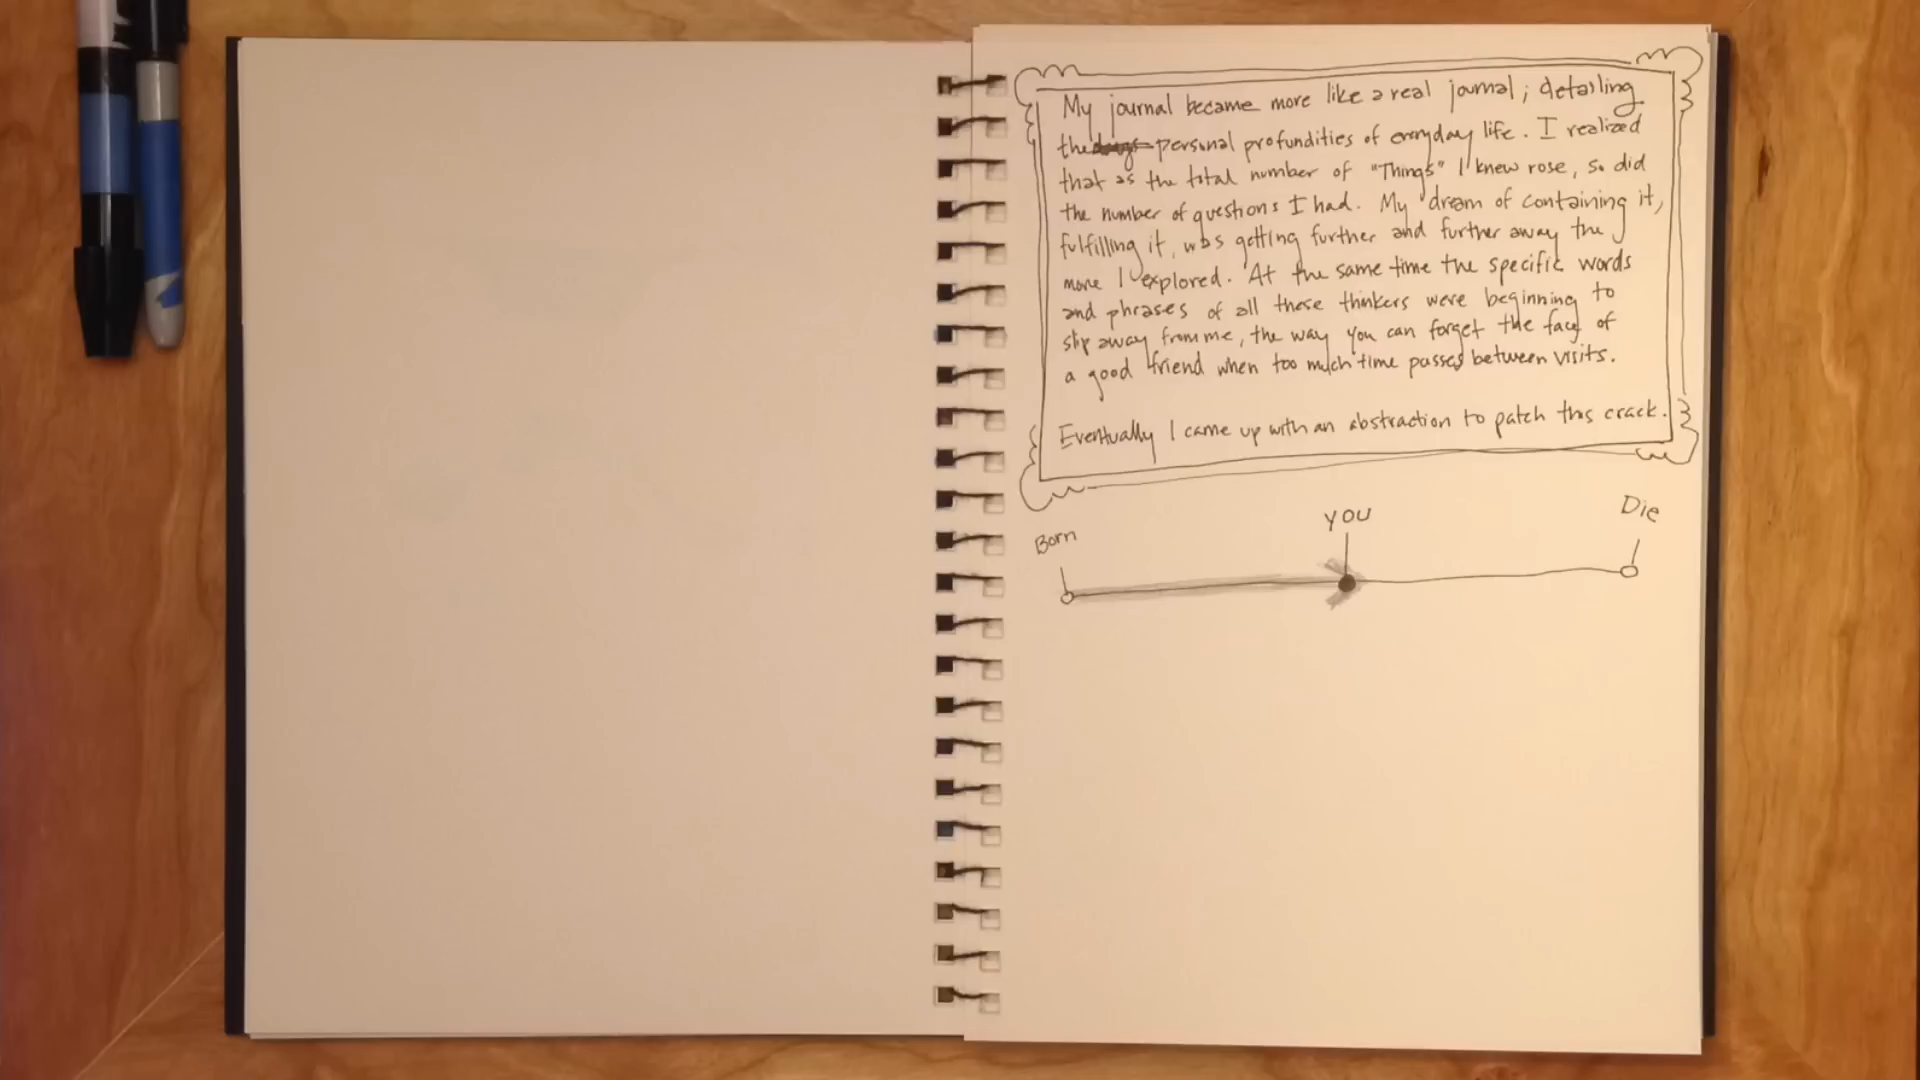 My journal became more like a real journal; detailing
the personal profundities of everyday life. I realized
that as the total number of "Things" I knew rose, so did
the number of questions I had. My dream of containing it,
fulfilling it, was getting further and further away the
more I explored. At the same time the specific words
and phrases of all these thinkers were beginning to
slip away from me, the way you can forget the face of
a good friend when too much time passes between visits.
Eventually I came up with an abstraction to patch this crack.
Born
you
Die